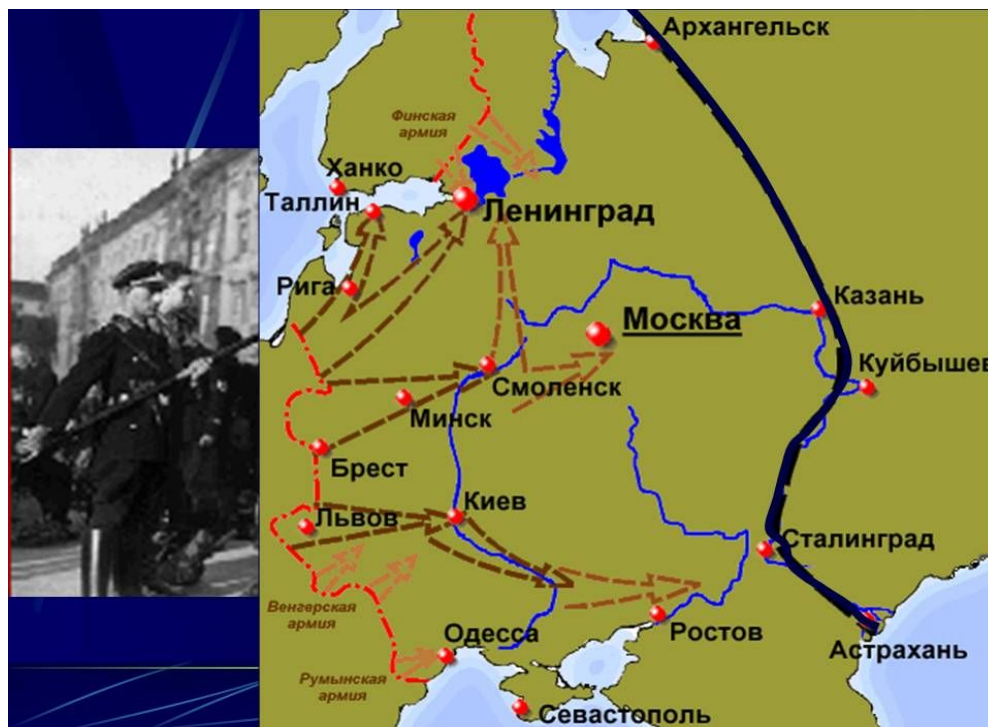 Архангельск
Финская
армия
Ханко
Таллин
Ленинград
Рига
Казань
Москва
Куйбышев
Смоленск
Минск
Брест
Киев
Львов
Сталинград
Венгерская
армия
Ростов
Одесса
Астрахань
Румынская
армия
Севастополь